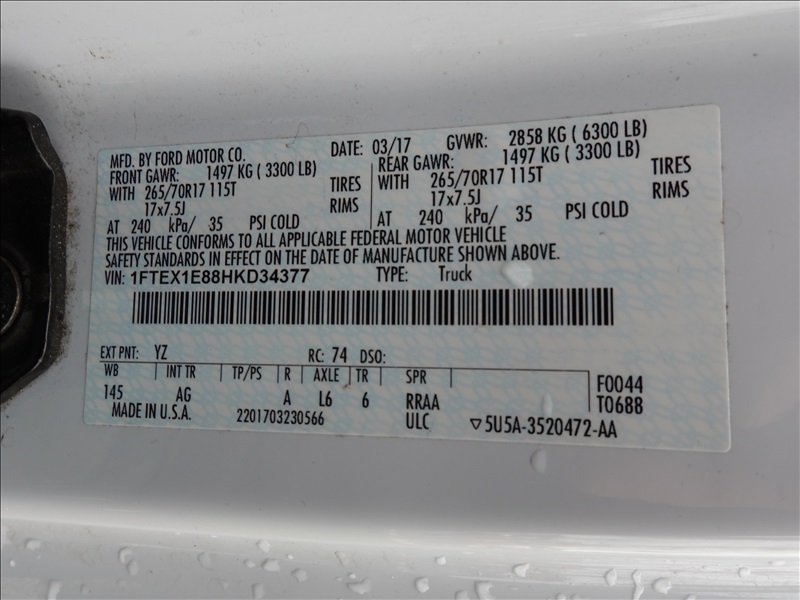 MFD. BY FORD MOTOR CO. DATE: 03/17 GVWR: 2858 KG ( 6300 LB)
FRONT GAWR: 1497 KG ( 3300 LB) REAR GAWR: 1497 KG ( 3300 LB)
WITH 265/70R17 115T TIRES WITH 265/70R17 115T TIRES
17x7.5J RIMS 17x7.5J RIMS
AT 240 kPa/ 35 PSI COLD AT 240 kPa/ 35 PSI COLD
THIS VEHICLE CONFORMS TO ALL APPLICABLE FEDERAL MOTOR VEHICLE
SAFETY STANDARDS IN EFFECT ON THE DATE OF MANUFACTURE SHOWN ABOVE.
VIN: 1FTEX1E88HKD34377 TYPE: Truck
EXT PNT: YZ RC: 74 DSO:
WB INT TR TP/PS R AXLE TR SPR F0044
145 AG A L6 6 RRAA T0688
MADE IN U.S.A. 2201703230566 ULC ▽5U5A-3520472-AA